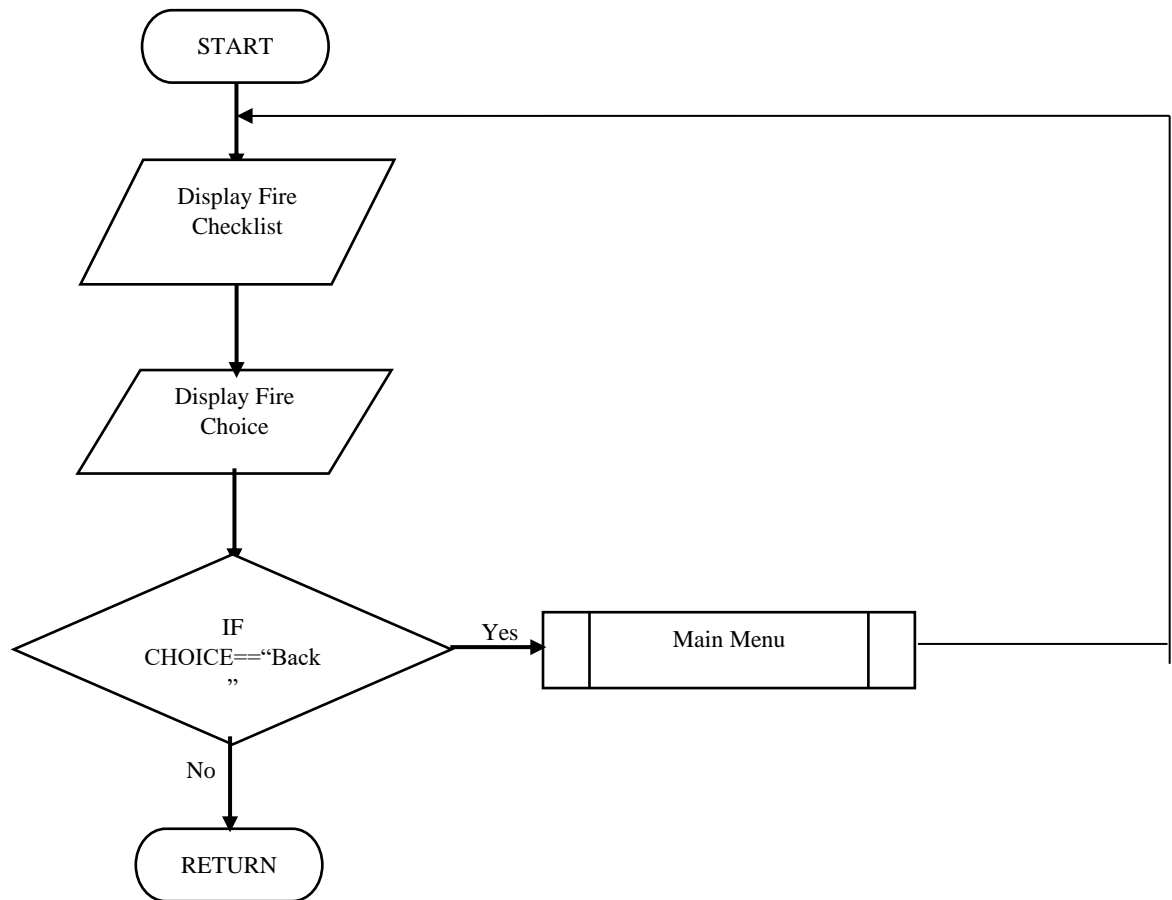 START
Display Fire
Checklist
Display Fire
Choice
IF
CHOICE==“Back
”
Yes
Main Menu
No
RETURN